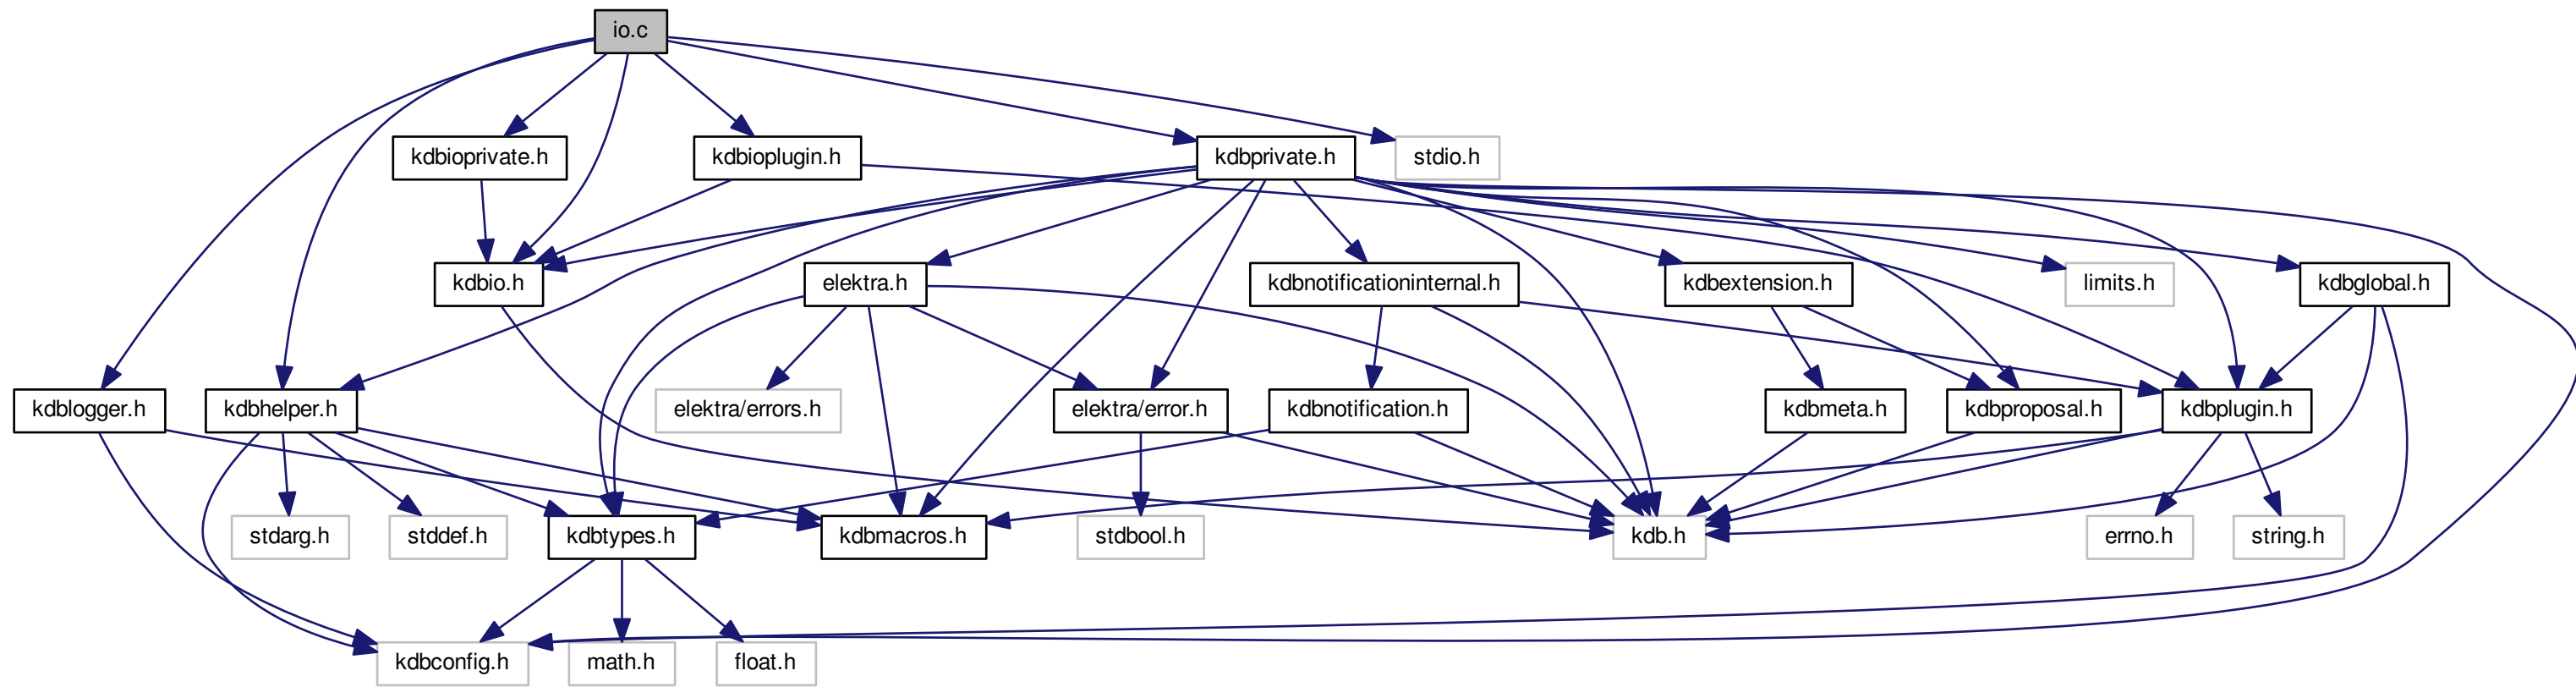 io.c
kdbioprivate.h
kdbioplugin.h
kdbprivate.h
stdio.h
kdbio.h
elektra.h
kdbnotificationinternal.h
kdbextension.h
limits.h
kdbglobal.h
kdblogger.h
kdbhelper.h
elektra/errors.h
elektra/error.h
kdbnotification.h
kdbmeta.h
kdbproposal.h
kdbplugin.h
stdarg.h
stddef.h
kdbtypes.h
kdbmacros.h
stdbool.h
kdb.h
errno.h
string.h
kdbconfig.h
math.h
float.h